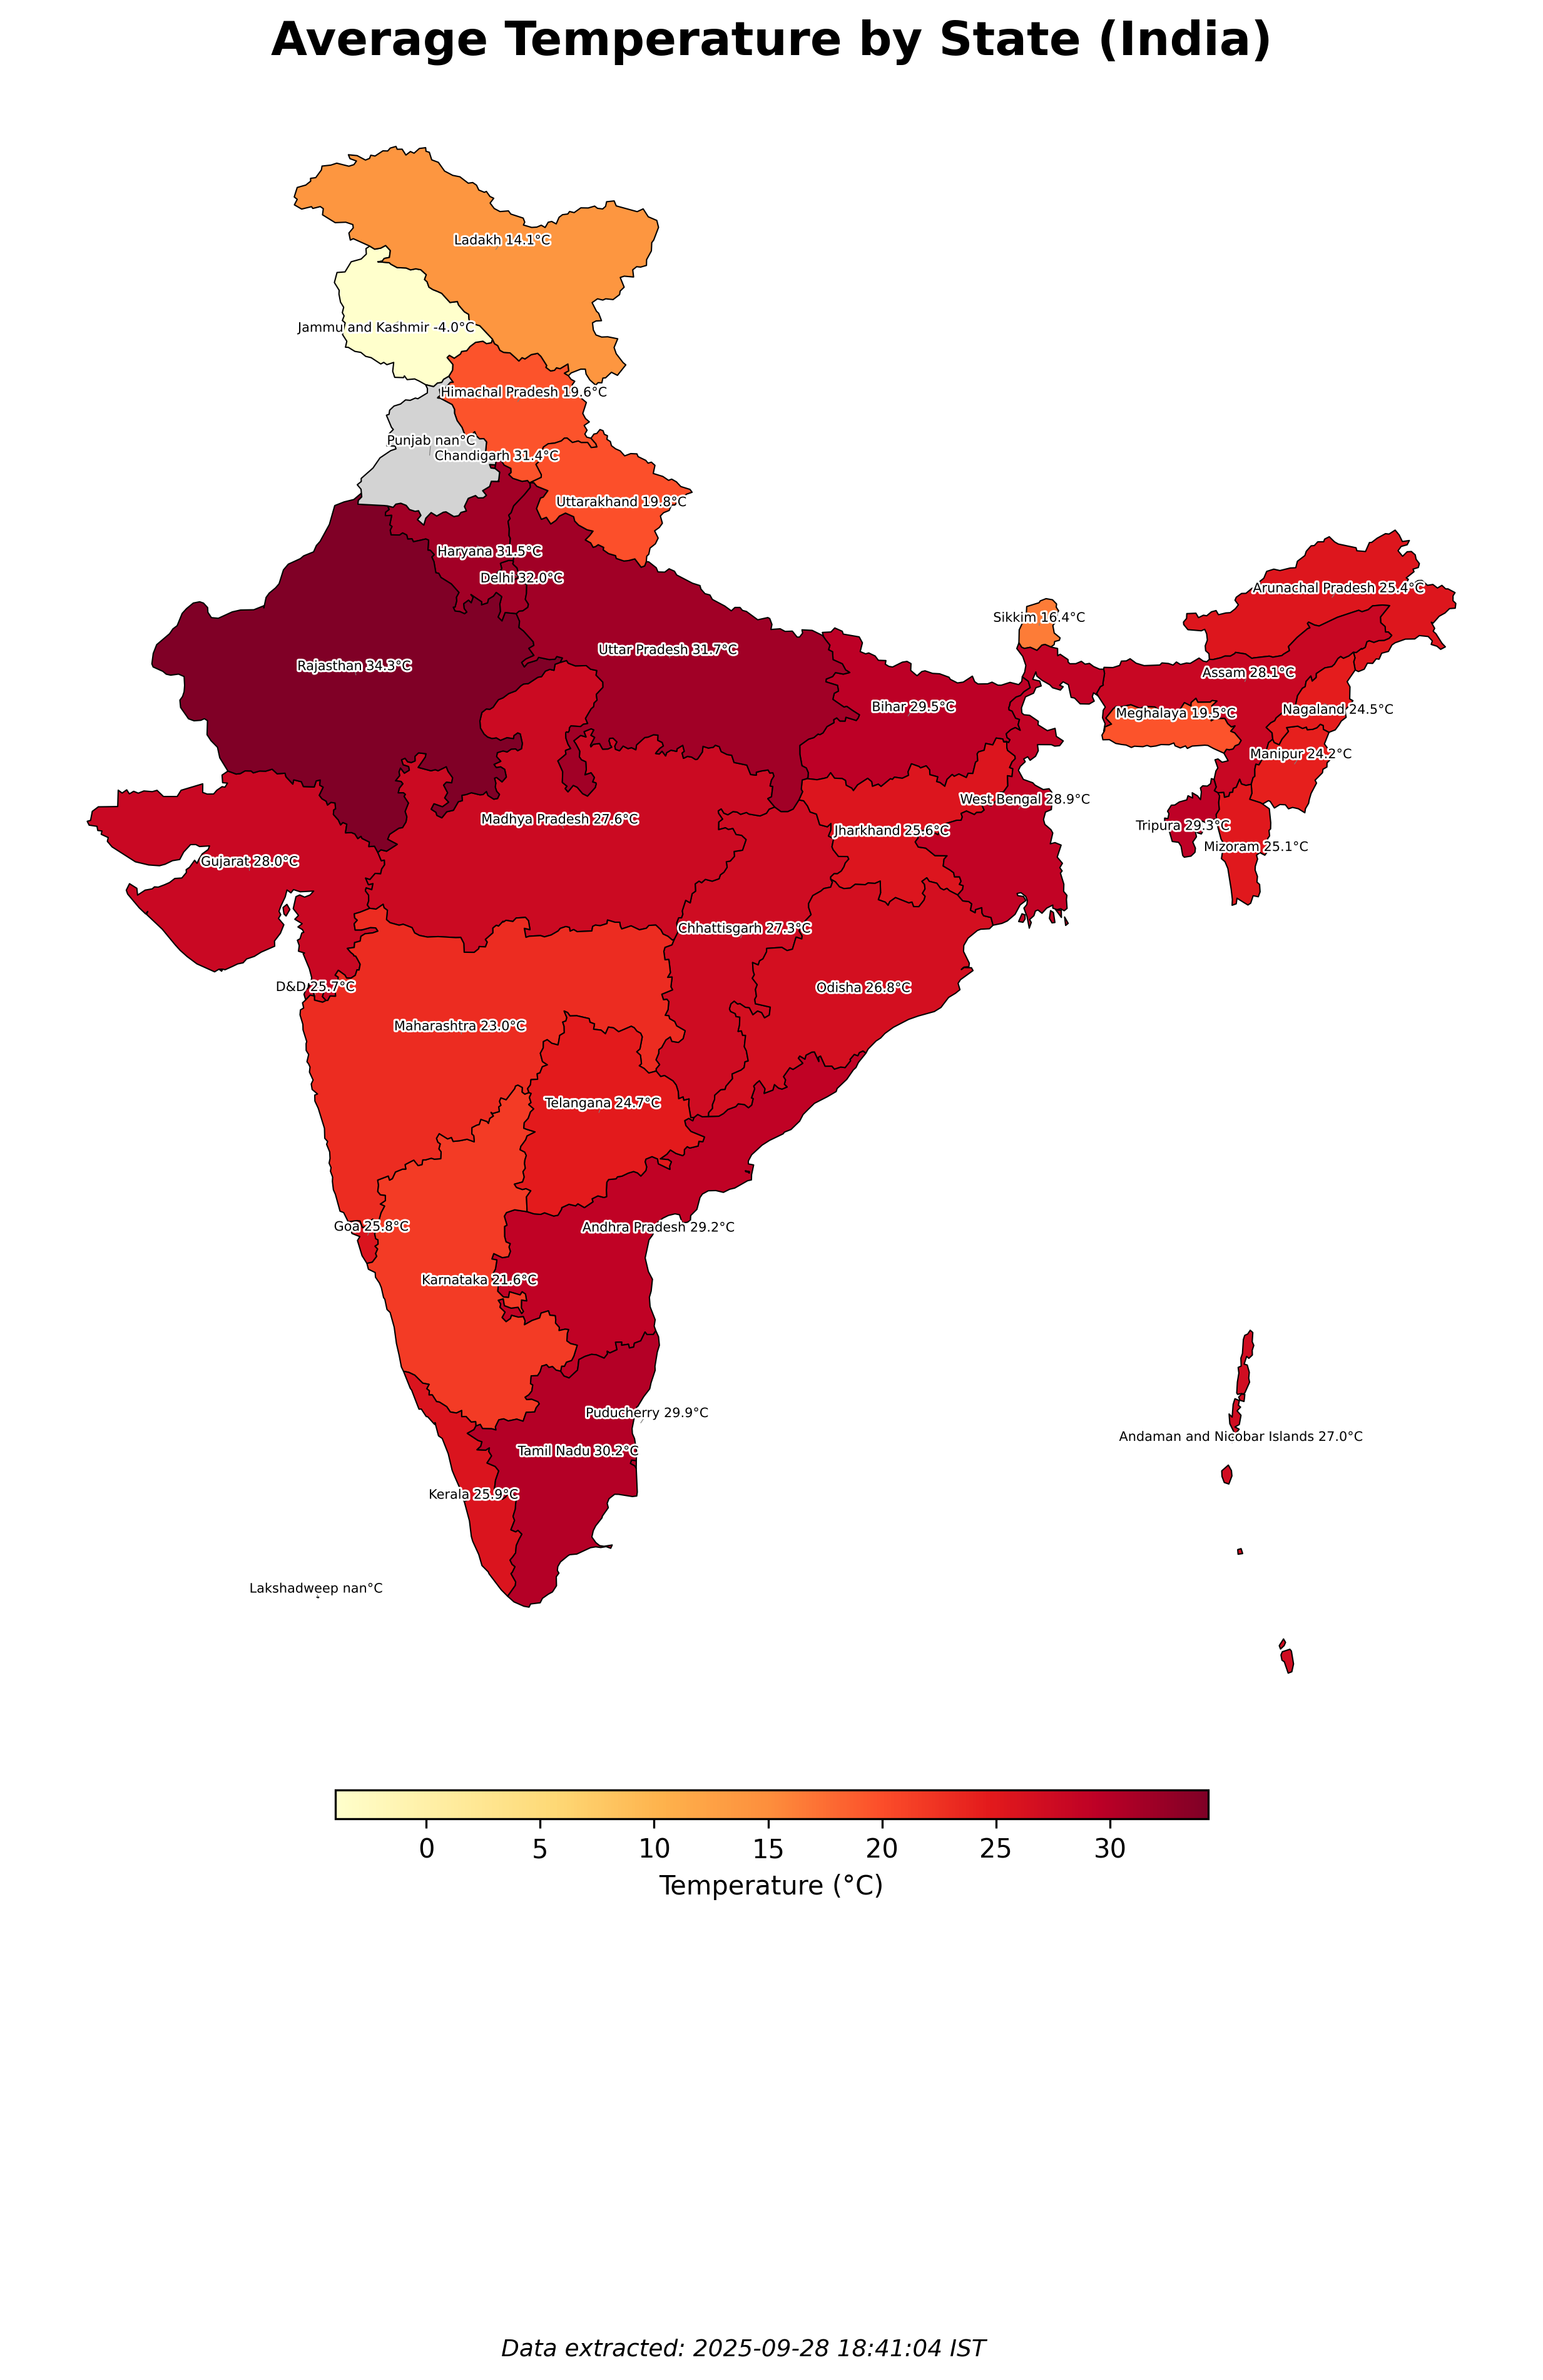 Average Temperature by State (India)
Ladakh 14.1°C
Jammu and Kashmir -4.0°C
Himachal Pradesh 19.6°C
Punjab nan°C
Chandigarh 31.4°C
Uttarakhand 19.8°C
Haryana 31.5°C
Delhi 32.0°C
Arunachal Pradesh 25.4°C
Sikkim 16.4°C
Uttar Pradesh 31.7°C
Rajasthan 34.3°C
Assam 28.1°C
Bihar 29.5°C
Meghalaya 19.5°C
Nagaland 24.5°C
Manipur 24.2°C
West Bengal 28.9°C
Madhya Pradesh 27.6°C
Tripura 29.3°C
Jharkhand 25.6°C
Mizoram 25.1°C
Gujarat 28.0°C
Chhattisgarh 27.3°C
D&D 25.7°C
Odisha 26.8°C
Maharashtra 23.0°C
Telangana 24.7°C
Goa 25.8°C
Andhra Pradesh 29.2°C
Karnataka 21.6°C
Puducherry 29.9°C
Andaman and Nicobar Islands 27.0°C
Tamil Nadu 30.2°C
Kerala 25.9°C
Lakshadweep nan°C
0 5 10 15 20 25 30
Temperature (°C)
Data extracted: 2025-09-28 18:41:04 IST